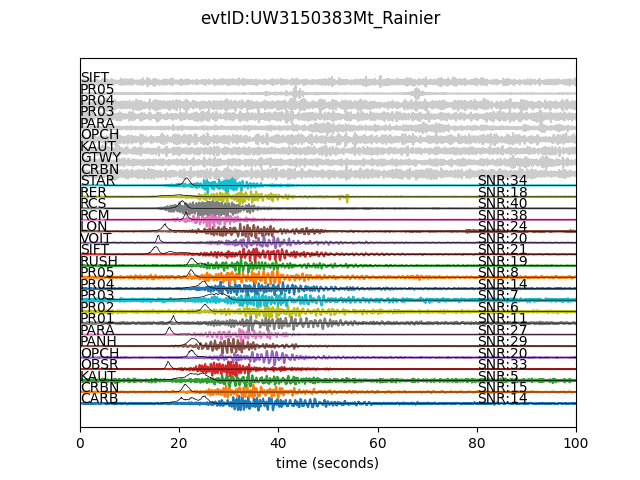 evtID:UW3150383Mt_Rainier
SIFT
PR05
PR04
PR03
PARA
OPCH
KAUT
GTWY
CRBN
STAR SNR:34
RER SNR:18
RCS SNR:40
RCM SNR:38
LON SNR:24
VOIT SNR:20
SIFT SNR:21
RUSH SNR:19
PR05 SNR:8
PR04 SNR:14
PR03 SNR:7
PR02 SNR:6
PR01 SNR:11
PARA SNR:27
PANH SNR:29
OPCH SNR:20
OBSR SNR:33
KAUT SNR:5
CRBN SNR:15
CARB SNR:14
0 20 40 60 80 100
time (seconds)